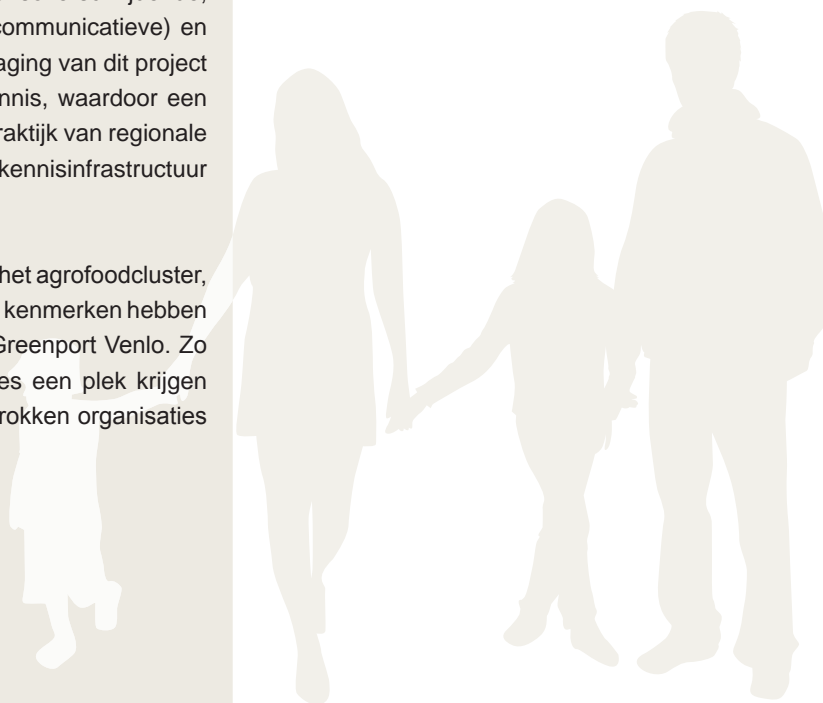 communicatieve) en
aging van dit project
nnis, waardoor een
raktijk van regionale
kennisinfrastructuur
het agrofoodcluster,
kenmerken hebben
Greenport Venlo. Zo
es een plek krijgen
rokken organisaties